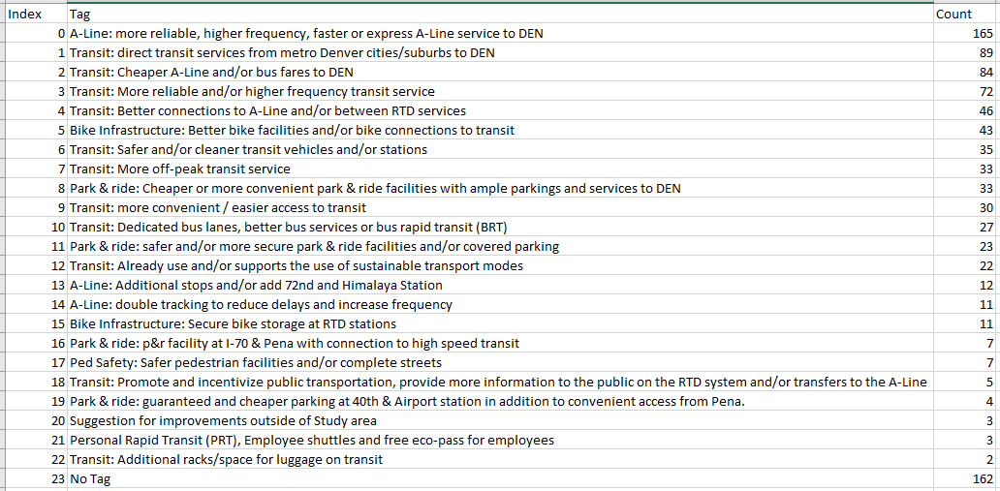 Index Tag Count
0 A-Line: more reliable, higher frequency, faster or express A-Line service to DEN 165
1 Transit: direct transit services from metro Denver cities/suburbs to DEN 89
2 Transit: Cheaper A-Line and/or bus fares to DEN 84
3 Transit: More reliable and/or higher frequency transit service 72
4 Transit: Better connections to A-Line and/or between RTD services 46
5 Bike Infrastructure: Better bike facilities and/or bike connections to transit 43
6 Transit: Safer and/or cleaner transit vehicles and/or stations 35
7 Transit: More off-peak transit service 33
8 Park & ride: Cheaper or more convenient park & ride facilities with ample parkings and services to DEN 33
9 Transit: more convenient / easier access to transit 30
10 Transit: Dedicated bus lanes, better bus services or bus rapid transit (BRT) 27
11 Park & ride: safer and/or more secure park & ride facilities and/or covered parking 23
12 Transit: Already use and/or supports the use of sustainable transport modes 22
13 A-Line: Additional stops and/or add 72nd and Himalaya Station 12
14 A-Line: double tracking to reduce delays and increase frequency 11
15 Bike Infrastructure: Secure bike storage at RTD stations 11
16 Park & ride: p&r facility at I-70 & Pena with connection to high speed transit 7
17 Ped Safety: Safer pedestrian facilities and/or complete streets 7
18 Transit: Promote and incentivize public transportation, provide more information to the public on the RTD system and/or transfers to the A-Line 5
19 Park & ride: guaranteed and cheaper parking at 40th & Airport station in addition to convenient access from Pena. 4
20 Suggestion for improvements outside of Study area 3
21 Personal Rapid Transit (PRT), Employee shuttles and free eco-pass for employees 3
22 Transit: Additional racks/space for luggage on transit 2
23 No Tag 162